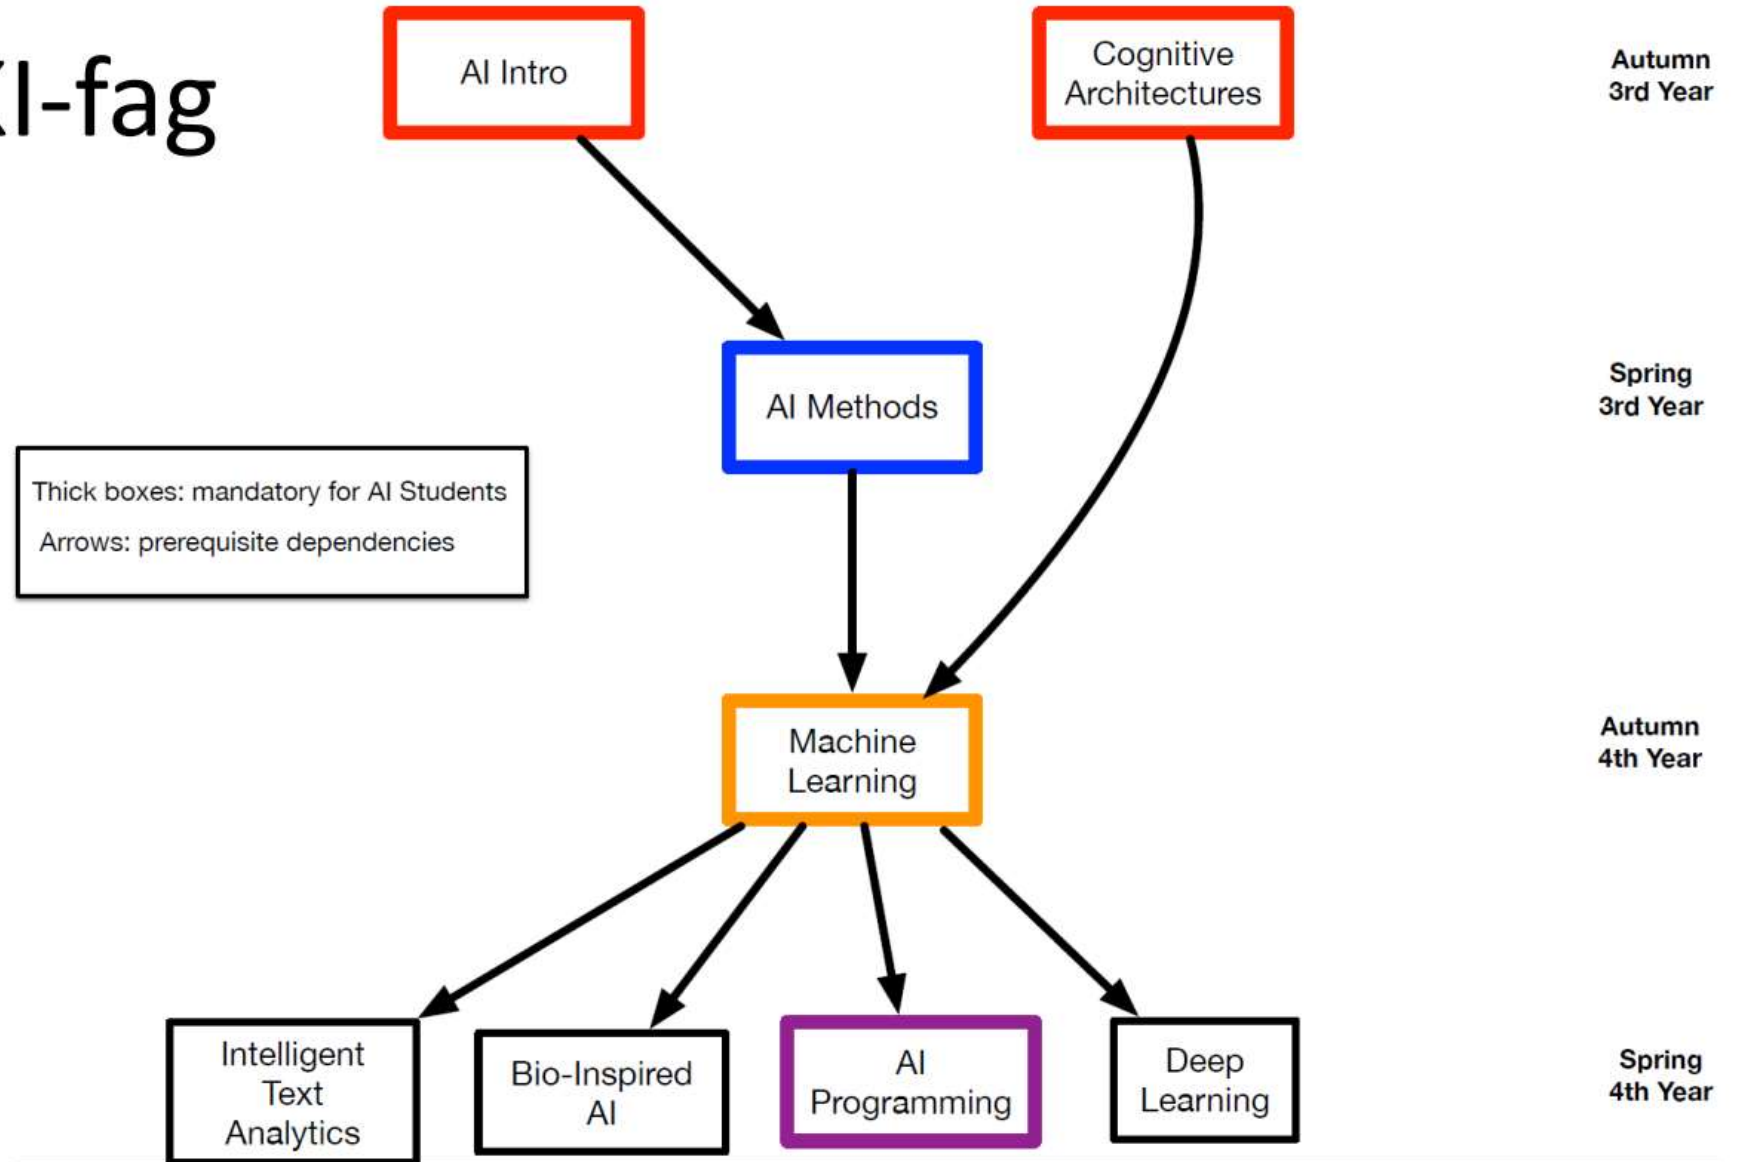 I-fag
AI Intro
Cognitive
Architectures
Autumn
3rd Year
AI Methods
Spring
3rd Year
Thick boxes: mandatory for AI Students
Arrows: prerequisite dependencies
Machine
Learning
Autumn
4th Year
Intelligent
Text
Analytics
Bio-Inspired
AI
AI
Programming
Deep
Learning
Spring
4th Year